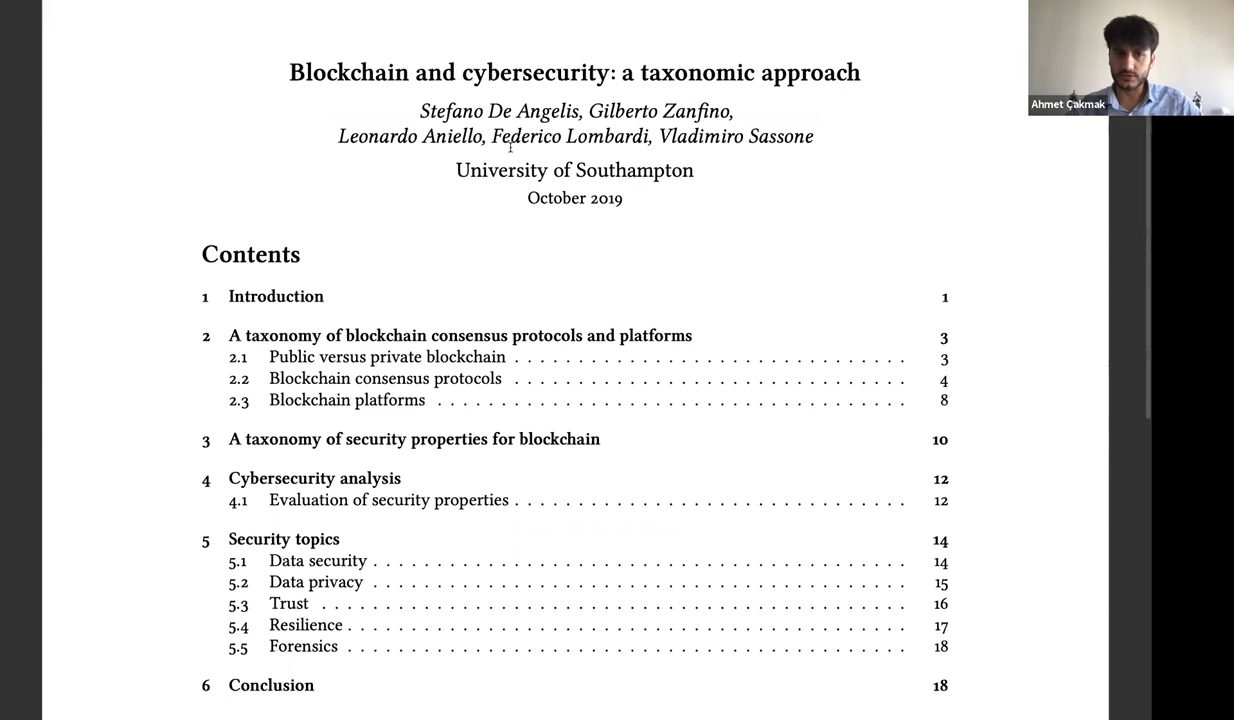 Blockchain and cybersecurity: a taxonomic approach
Stefano De Angelis, Gilberto Zanfino,
Leonardo Aniello, Federico Lombardi, Vladimiro Sassone
University of Southampton
October 2019
Ahmet Çakmak
Contents
1 Introduction 1
2 A taxonomy of blockchain consensus protocols and platforms 3
2.1 Public versus private blockchain . . . . . . . . . . . . . . . . . . . . . . . . . . . . . . . 3
2.2 Blockchain consensus protocols . . . . . . . . . . . . . . . . . . . . . . . . . . . . . . . 4
2.3 Blockchain platforms . . . . . . . . . . . . . . . . . . . . . . . . . . . . . . . . . . . . . 8
3 A taxonomy of security properties for blockchain 10
4 Cybersecurity analysis 12
4.1 Evaluation of security properties . . . . . . . . . . . . . . . . . . . . . . . . . . . . . . . 12
5 Security topics 14
5.1 Data security . . . . . . . . . . . . . . . . . . . . . . . . . . . . . . . . . . . . . . . . . . 14
5.2 Data privacy . . . . . . . . . . . . . . . . . . . . . . . . . . . . . . . . . . . . . . . . . . 15
5.3 Trust . . . . . . . . . . . . . . . . . . . . . . . . . . . . . . . . . . . . . . . . . . . . . . 16
5.4 Resilience . . . . . . . . . . . . . . . . . . . . . . . . . . . . . . . . . . . . . . . . . . . . 17
5.5 Forensics . . . . . . . . . . . . . . . . . . . . . . . . . . . . . . . . . . . . . . . . . . . . 18
6 Conclusion 18